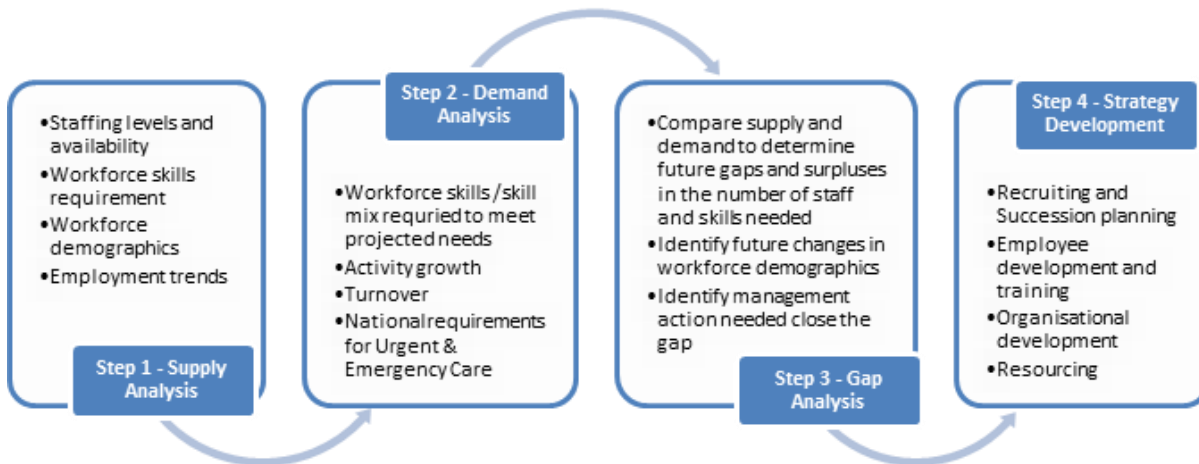 •Staffing levels and
availability
•Workforce skills
requirement
•Workforce
demographics
•Employment trends
Step 1 - Supply
Analysis
Step 2 - Demand
Analysis
•Workforce skills /skill
mix requried to meet
projected needs
•Activity growth
•Turnover
•National requirements
for Urgent &
Emergency Care
•Compare supply and
demand to determine
future gaps and surpluses
in the number of staff
and skills needed
•Identify future changes in
workforce demographics
•Identify management
action needed close the
gap
Step 3 - Gap
Analysis
Step 4 - Strategy
Development
•Recruiting and
Succession planning
•Employee
development and
training
•Organisational
development
•Resourcing